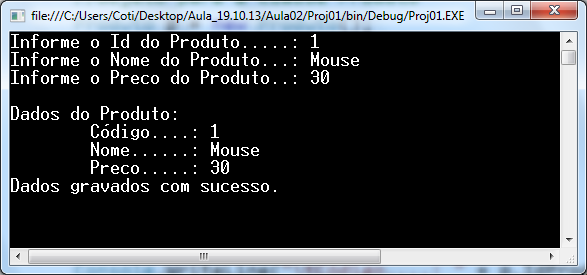 file:///C:/Users/Coti/Desktop/Aula_19.10.13/Aula02/Proj01/bin/Debug/Proj01.EXE
Informe o Id do Produto.....: 1
Informe o Nome do Produto...: Mouse
Informe o Preco do Produto..: 30
Dados do Produto:
Código....: 1
Nome......: Mouse
Preco.....: 30
Dados gravados com sucesso.